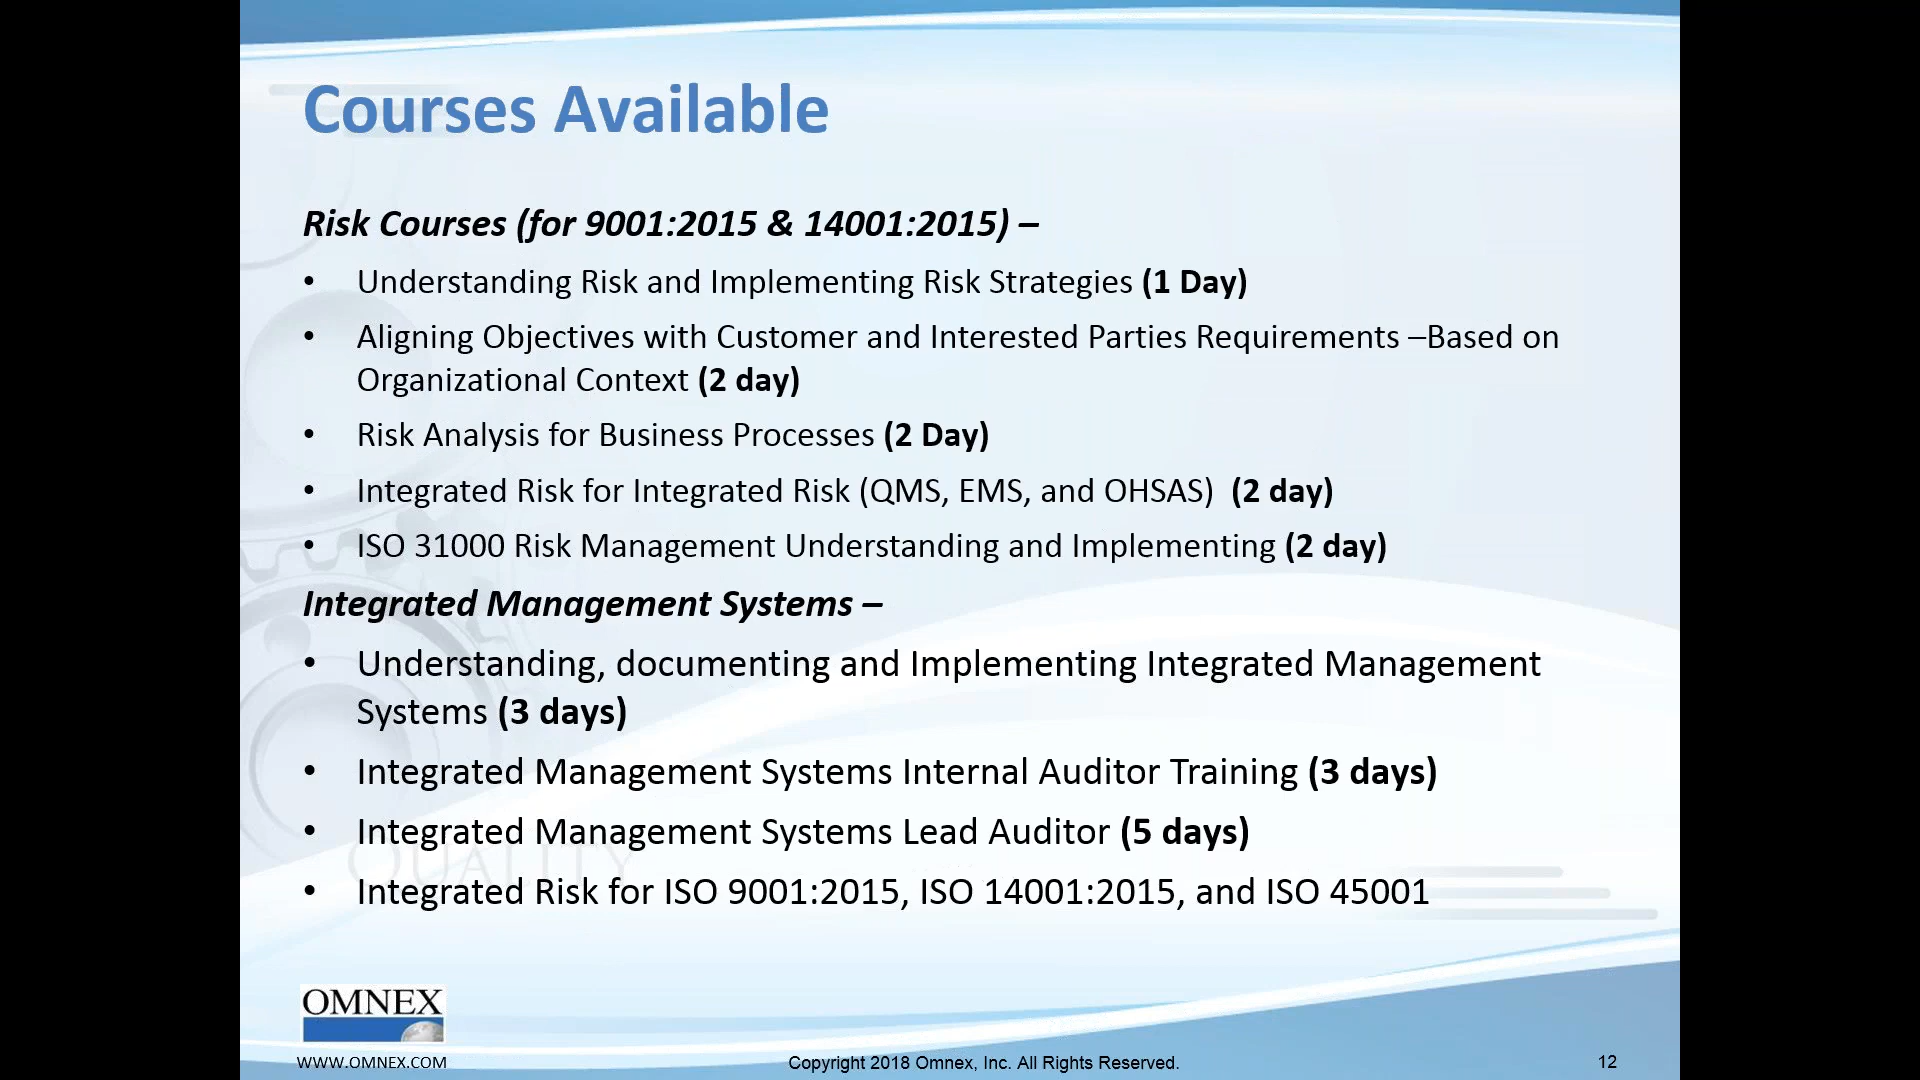 Courses Available
Risk Courses (for 9001:2015 & 14001:2015) –
• Understanding Risk and Implementing Risk Strategies (1 Day)
• Aligning Objectives with Customer and Interested Parties Requirements –Based on
Organizational Context (2 day)
• Risk Analysis for Business Processes (2 Day)
• Integrated Risk for Integrated Risk (QMS, EMS, and OHSAS) (2 day)
• ISO 31000 Risk Management Understanding and Implementing (2 day)
Integrated Management Systems –
• Understanding, documenting and Implementing Integrated Management
Systems (3 days)
• Integrated Management Systems Internal Auditor Training (3 days)
• Integrated Management Systems Lead Auditor (5 days)
QUALITY
• Integrated Risk for ISO 9001:2015, ISO 14001:2015, and ISO 45001
OMNEX
WWW.OMNEX.COM
Copyright 2018 Omnex, Inc. All Rights Reserved.
12